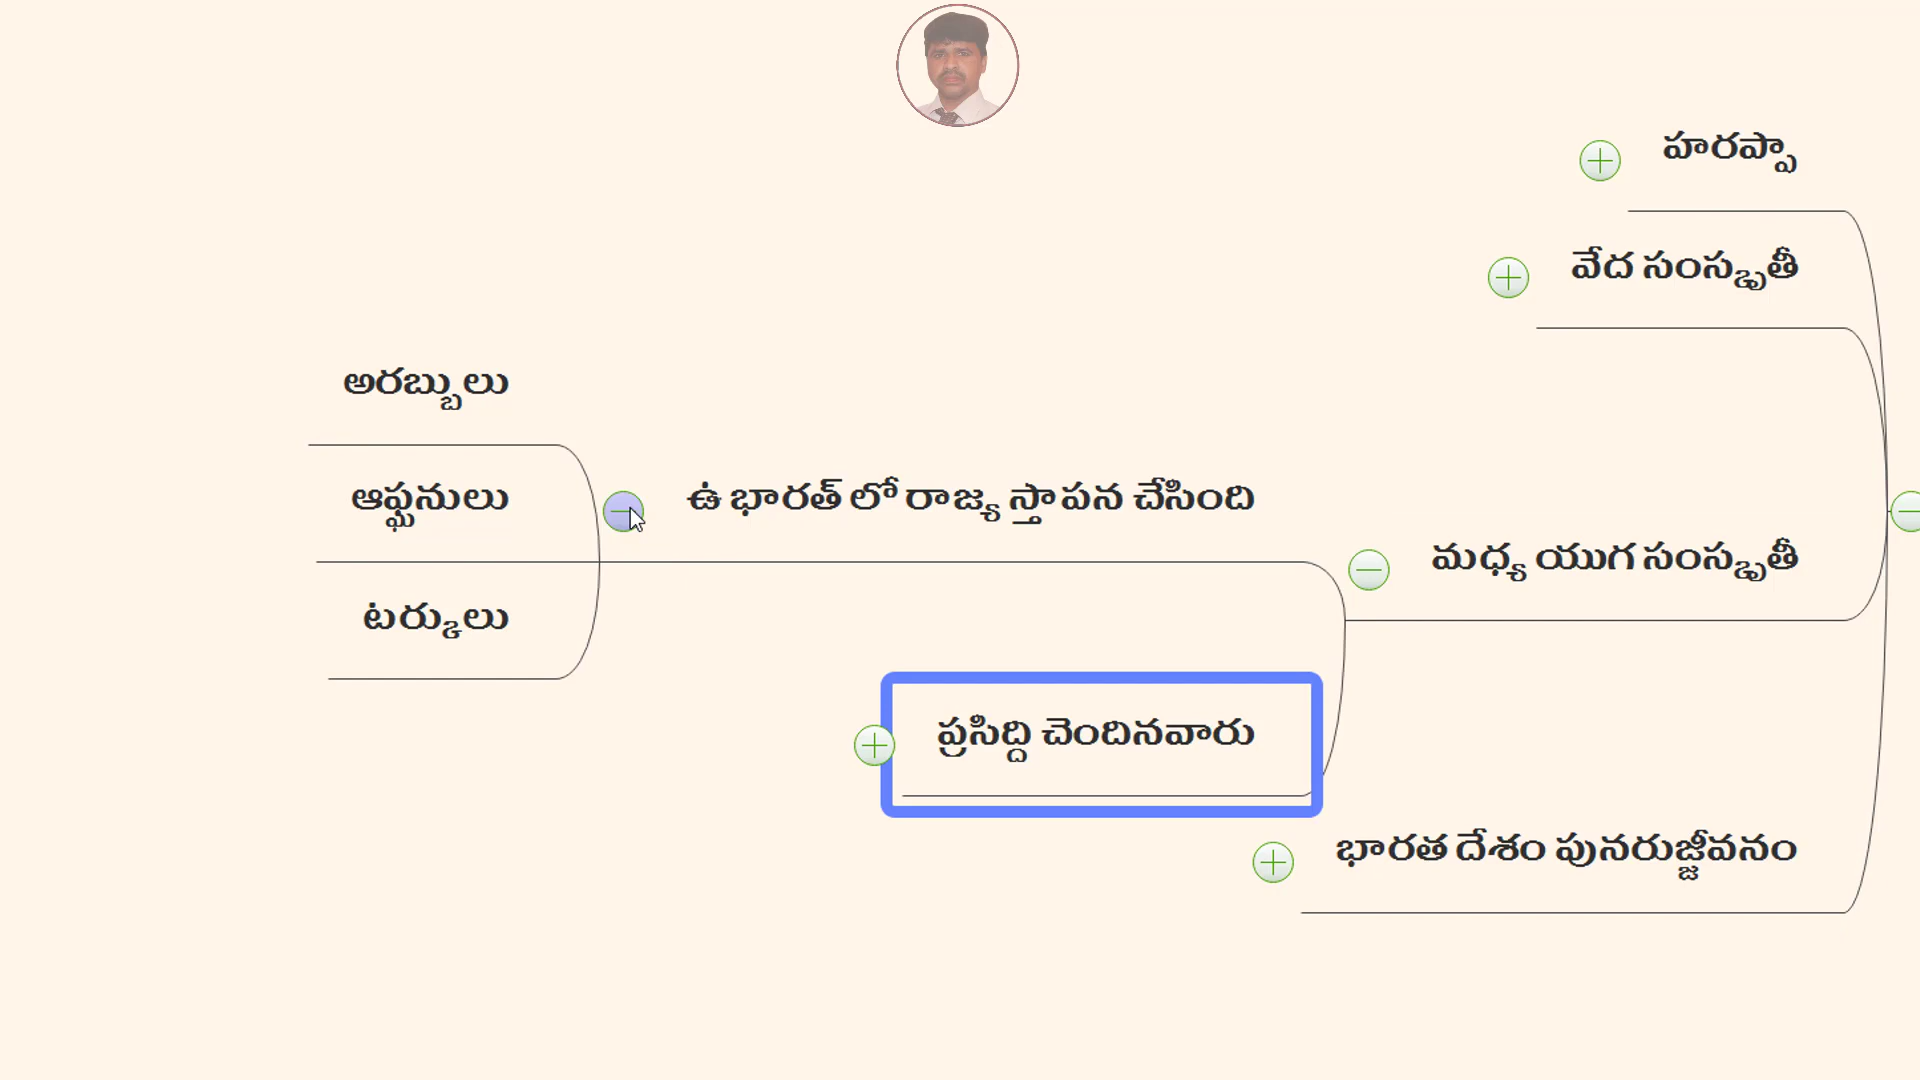 హరప్పా
వేద సంస్కృతీ
అరబ్బులు
ఆఫ్ఘనులు
ఉ భారత్ లో రాజ్య స్తాపన చేసింది
మధ్య యుగ సంస్కృతీ
టర్కులు
ప్రసిద్ది చెందినవారు
భారత దేశం పునరుజ్జీవనం